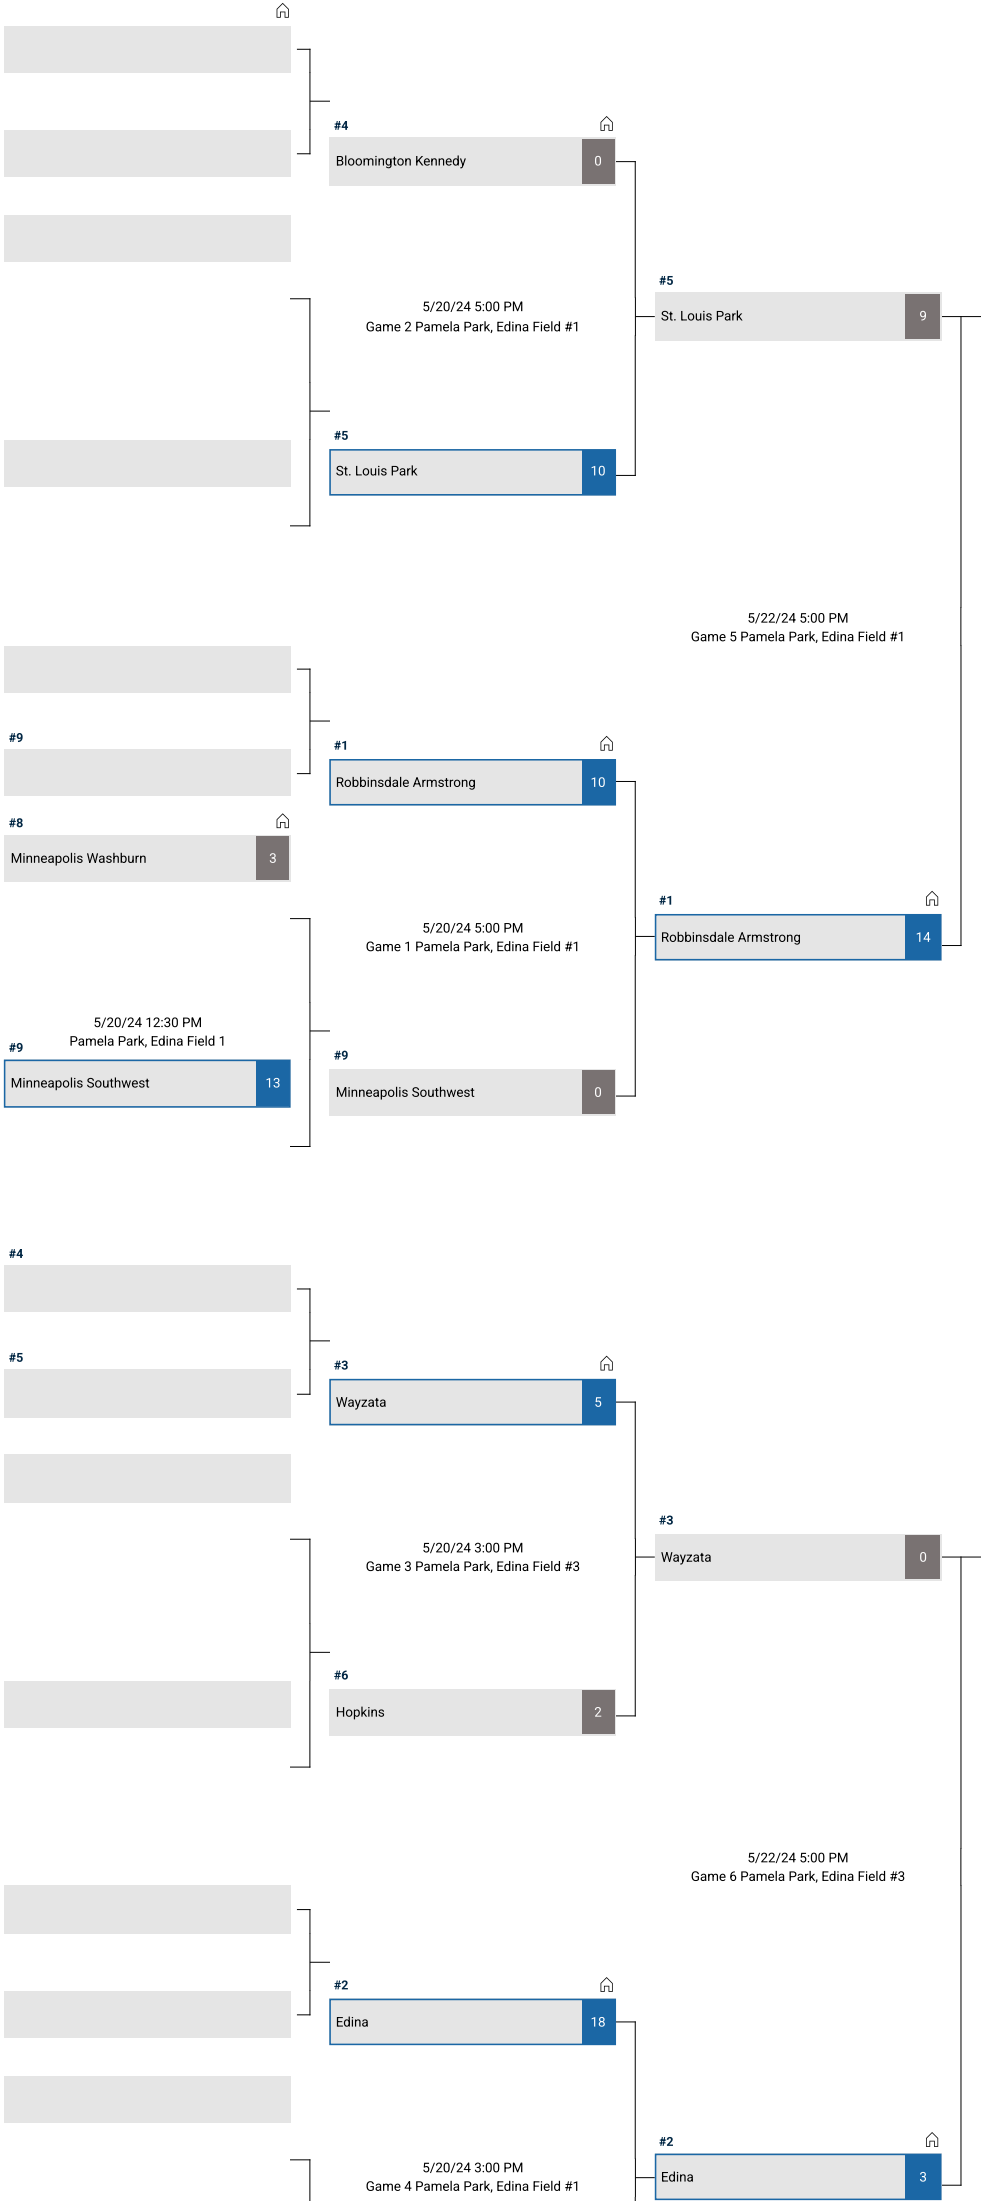 #4
Bloomington Kennedy 0
#5
St. Louis Park 9
5/20/24 5:00 PM
Game 2 Pamela Park, Edina Field #1
#5
St. Louis Park 10
5/22/24 5:00 PM
Game 5 Pamela Park, Edina Field #1
#9
#1
Robbinsdale Armstrong 10
#8
Minneapolis Washburn 3
#1
Robbinsdale Armstrong 14
5/20/24 5:00 PM
Game 1 Pamela Park, Edina Field #1
5/20/24 12:30 PM
Pamela Park, Edina Field 1
#9
Minneapolis Southwest 13
#9
Minneapolis Southwest 0
#4
#5
#3
Wayzata 5
#3
Wayzata 0
5/20/24 3:00 PM
Game 3 Pamela Park, Edina Field #3
#6
Hopkins 2
5/22/24 5:00 PM
Game 6 Pamela Park, Edina Field #3
#2
Edina 18
#2
Edina 3
5/20/24 3:00 PM
Game 4 Pamela Park, Edina Field #1